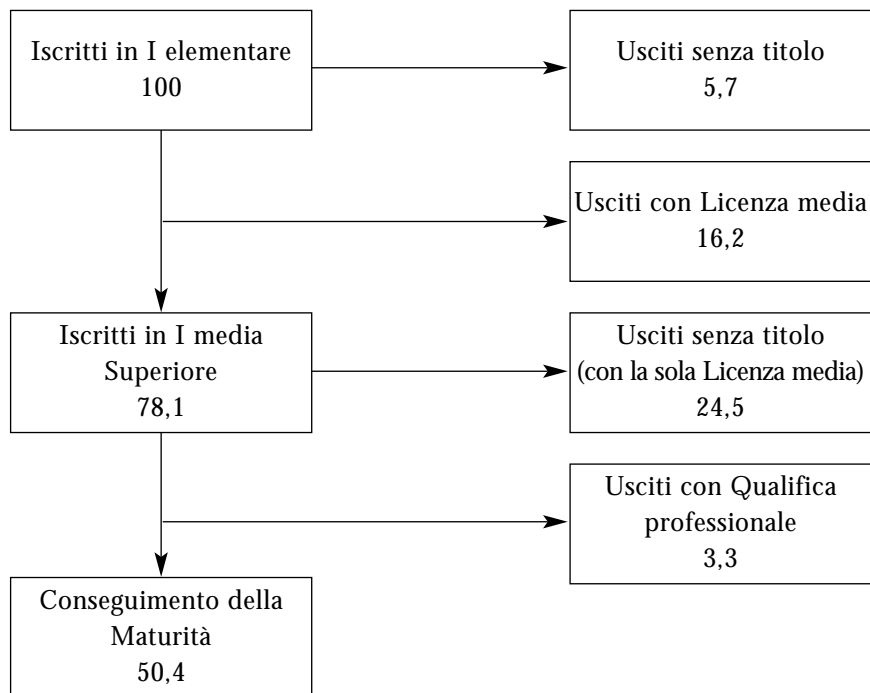 Iscritti in I elementare
100
Usciti senza titolo
5,7
Usciti con Licenza media
16,2
Iscritti in I media
Superiore
78,1
Usciti senza titolo
(con la sola Licenza media)
24,5
Usciti con Qualifica
professionale
3,3
Conseguimento della
Maturità
50,4